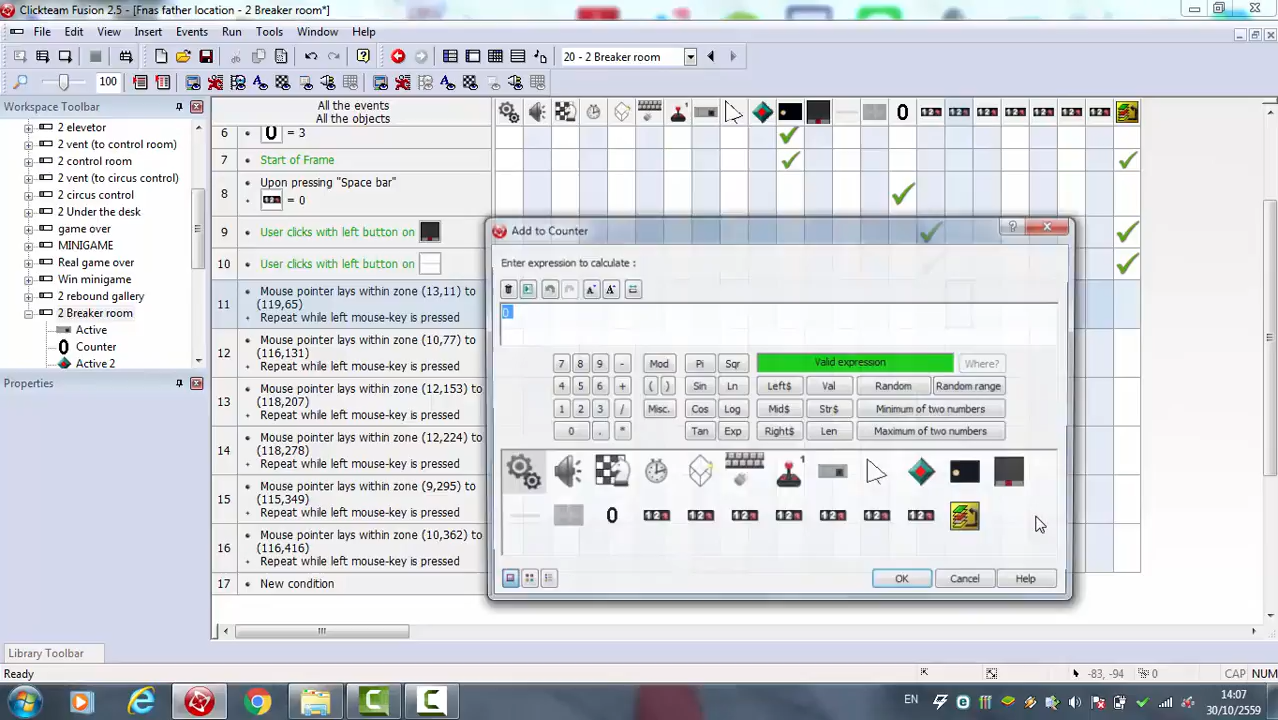 Clickteam Fusion 2.5 - [Fnas father location - 2 Breaker room*]
File Edit View Insert Events Run Tools Window Help
20 - 2 Breaker room
100
Workspace Toolbar
2 elevetor
2 vent (to control room)
2 control room
2 vent (to circus control)
2 circus control
2 Under the desk
game over
MINIGAME
Real game over
Win minigame
2 rebound gallery
2 Breaker room
Active
Counter
Active 2
Properties
Library Toolbar
All the events
All the objects
6 0 = 3
7 Start of Frame
8 Upon pressing "Space bar"
123 = 0
9 User clicks with left button on
10 User clicks with left button on
11 Mouse pointer lays within zone (13,11) to
(119,65)
Repeat while left mouse-key is pressed
12 Mouse pointer lays within zone (10,77) to
(116,131)
Repeat while left mouse-key is pressed
13 Mouse pointer lays within zone (12,153) to
(118,207)
Repeat while left mouse-key is pressed
14 Mouse pointer lays within zone (12,224) to
(118,278)
Repeat while left mouse-key is pressed
15 Mouse pointer lays within zone (9,295) to
(115,349)
Repeat while left mouse-key is pressed
16 Mouse pointer lays within zone (10,362) to
(116,416)
Repeat while left mouse-key is pressed
17 New condition
Add to Counter
Enter expression to calculate :
0
7 8 9 - Mod Pi Sqr Valid expression Where?
4 5 6 + ( ) Sin Ln Left$ Val Random Random range
1 2 3 / Misc. Cos Log Mid$ Str$ Minimum of two numbers
0 . * Tan Exp Right$ Len Maximum of two numbers
OK Cancel Help
Ready
-83, -94
0
CAP NUM
EN
14:07
30/10/2559